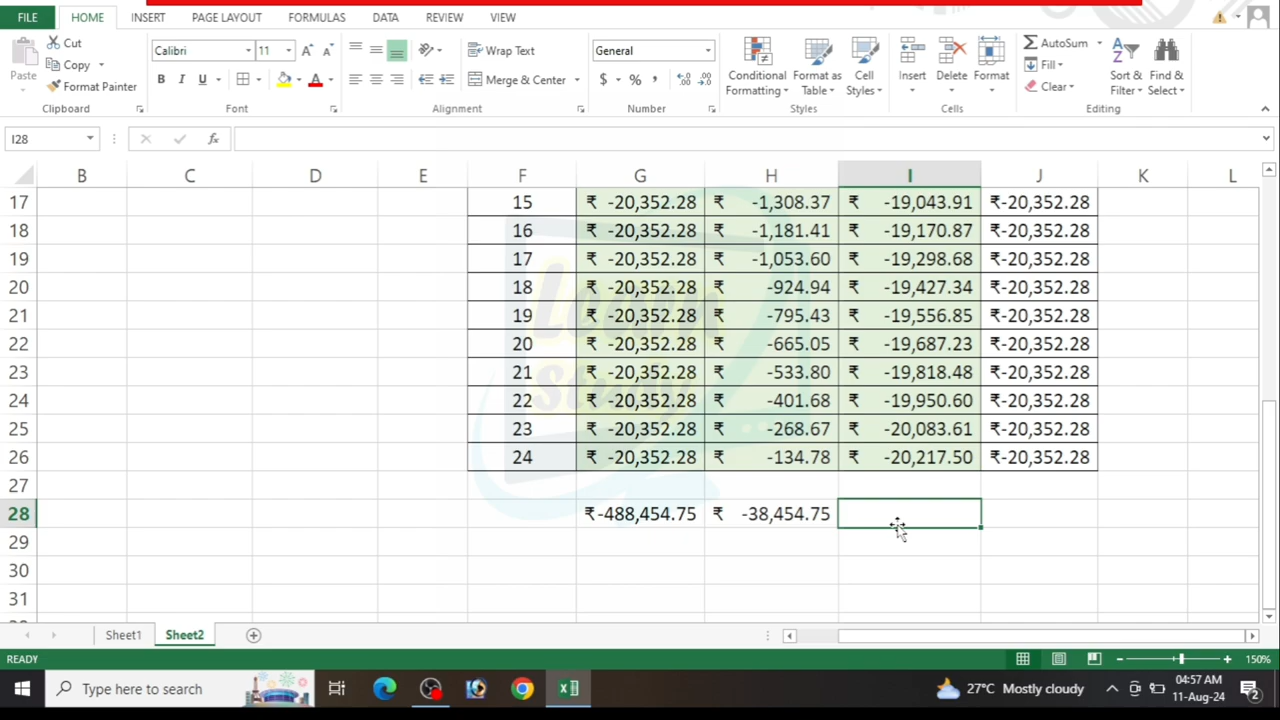 FILE HOME INSERT PAGE LAYOUT FORMULAS DATA REVIEW VIEW
Paste
Cut
Copy
Format Painter
Clipboard
Calibri 11
B I U
Font
Wrap Text
Merge & Center
Alignment
General
$ % ,
Number
Conditional Formatting
Format as Table
Cell Styles
Styles
Insert Delete Format
Cells
AutoSum
Fill
Clear
Sort & Filter
Find & Select
Editing
I28 fx
B C D E F G H I J K L
17 15 ₹ -20,352.28 ₹ -1,308.37 ₹ -19,043.91 ₹-20,352.28
18 16 ₹ -20,352.28 ₹ -1,181.41 ₹ -19,170.87 ₹-20,352.28
19 17 ₹ -20,352.28 ₹ -1,053.60 ₹ -19,298.68 ₹-20,352.28
20 18 ₹ -20,352.28 ₹ -924.94 ₹ -19,427.34 ₹-20,352.28
21 19 ₹ -20,352.28 ₹ -795.43 ₹ -19,556.85 ₹-20,352.28
22 20 ₹ -20,352.28 ₹ -665.05 ₹ -19,687.23 ₹-20,352.28
23 21 ₹ -20,352.28 ₹ -533.80 ₹ -19,818.48 ₹-20,352.28
24 22 ₹ -20,352.28 ₹ -401.68 ₹ -19,950.60 ₹-20,352.28
25 23 ₹ -20,352.28 ₹ -268.67 ₹ -20,083.61 ₹-20,352.28
26 24 ₹ -20,352.28 ₹ -134.78 ₹ -20,217.50 ₹-20,352.28
27
28 ₹-488,454.75 ₹ -38,454.75
29
30
31
Learn
Study
Sheet1 Sheet2
READY 150%
Type here to search 27°C Mostly cloudy 04:57 AM
11-Aug-24 2